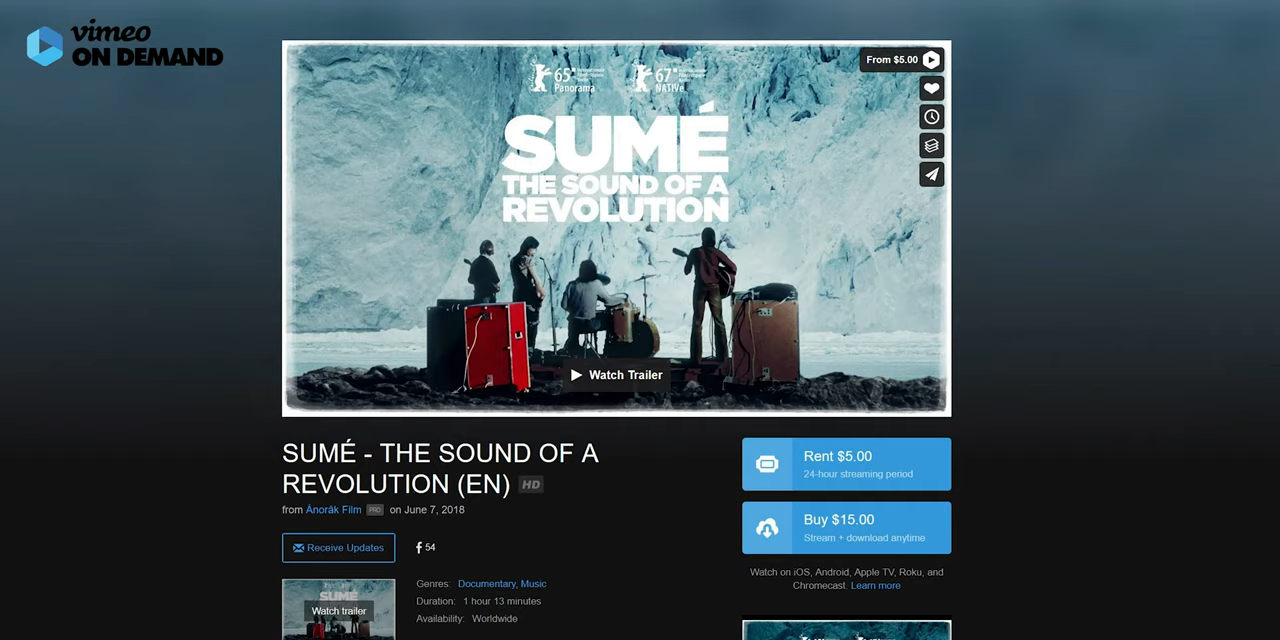 vimeo
ON DEMAND
From $5.00
65
Panorama
67
NATIVe
SUMÉ
THE SOUND OF A
REVOLUTION
Watch Trailer
SUMÉ - THE SOUND OF A
REVOLUTION (EN) HD
from Ánorâk Film PRO on June 7, 2018
Receive Updates
54
Rent $5.00
24-hour streaming period
Buy $15.00
Stream + download anytime
Watch on iOS, Android, Apple TV, Roku, and
Chromecast. Learn more
SUMÉ
Watch trailer
Genres: Documentary, Music
Duration: 1 hour 13 minutes
Availability: Worldwide